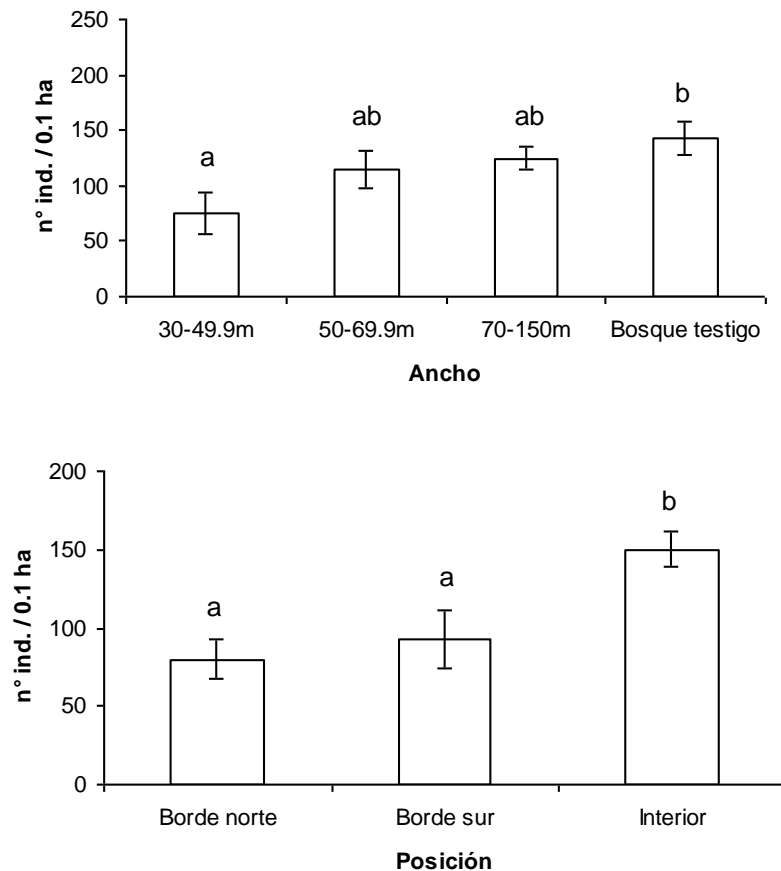 250
200
150
100
50
0
n° ind. / 0.1 ha
a
ab
ab
b
30-49.9m 50-69.9m 70-150m Bosque testigo
Ancho
200
150
100
50
0
n° ind. / 0.1 ha
a
a
b
Borde norte Borde sur Interior
Posición